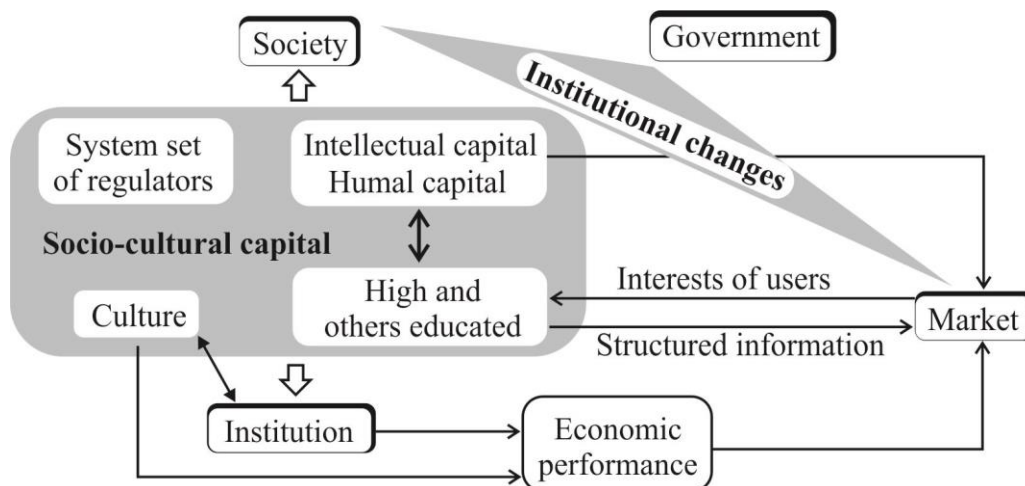 Society
Government
Institutional changes
System set
of regulators
Intellectual capital
Humal capital
Socio-cultural capital
High and
others educated
Culture
Interests of users
Market
Structured information
Institution
Economic
performance